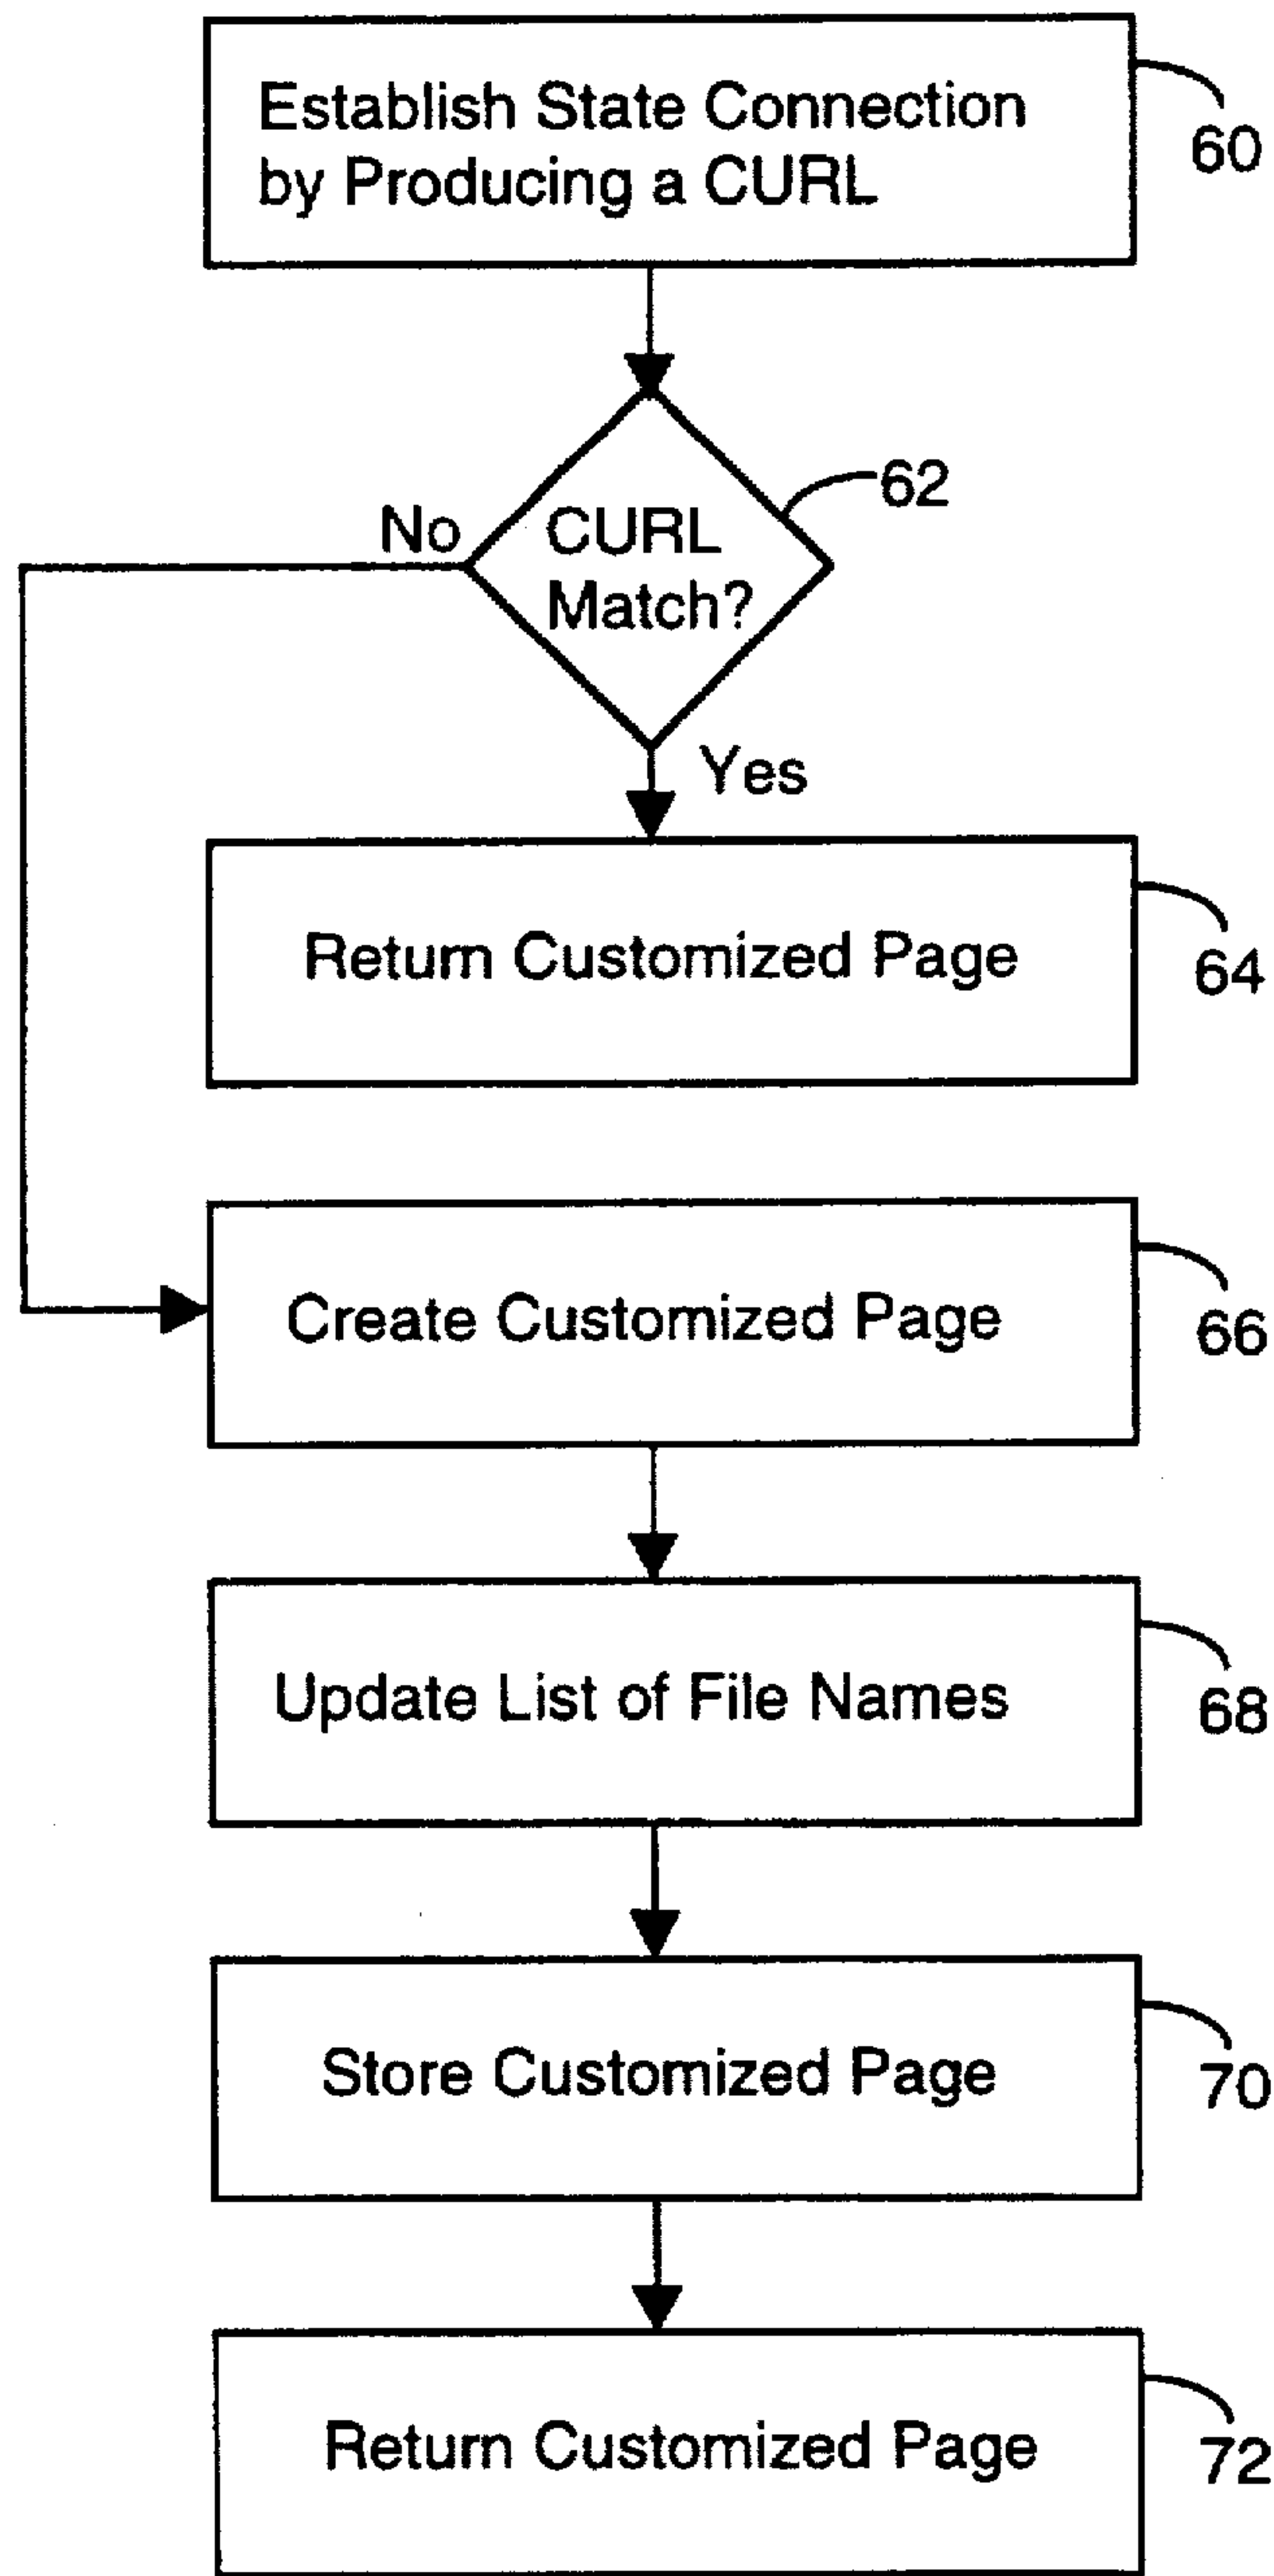 Establish State Connection
by Producing a CURL
60
62
No
CURL
Match?
Yes
Return Customized Page
64
Create Customized Page
66
Update List of File Names
68
Store Customized Page
70
Return Customized Page
72